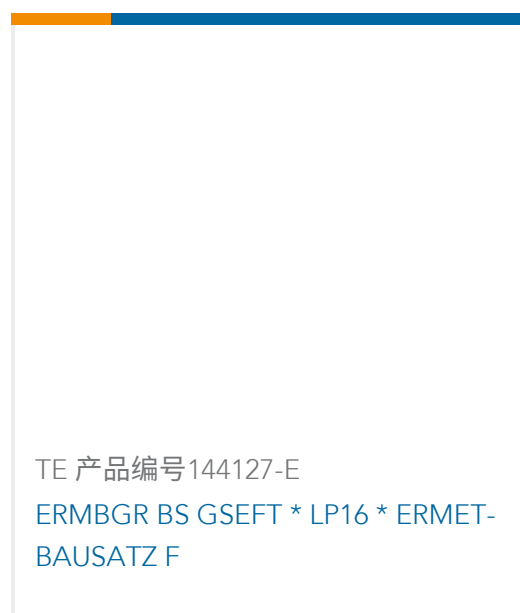 TE 产品编号144127-E
ERMBGR BS GSEFT * LP16 * ERMET-
BAUSATZ F